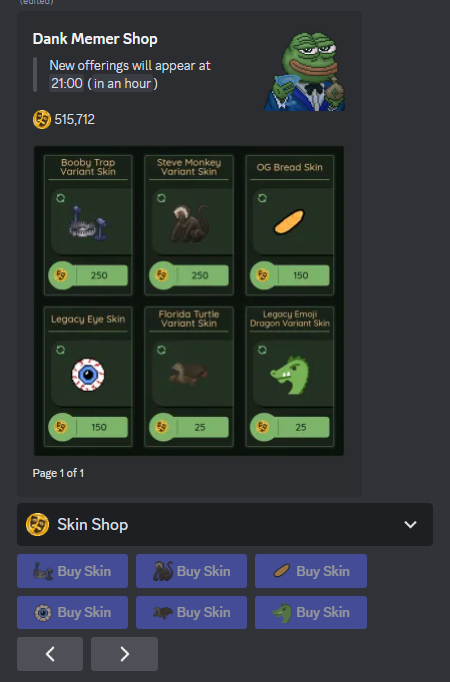 (edited)
Dank Memer Shop
New offerings will appear at
21:00 (in an hour)
515,712
Booby Trap
Variant Skin
Steve Monkey
Variant Skin
OG Bread Skin
250
250
150
Legacy Eye Skin
Florida Turtle
Variant Skin
Legacy Emoji
Dragon Variant Skin
150
25
25
Page 1 of 1
Skin Shop
Buy Skin
Buy Skin
Buy Skin
Buy Skin
Buy Skin
Buy Skin